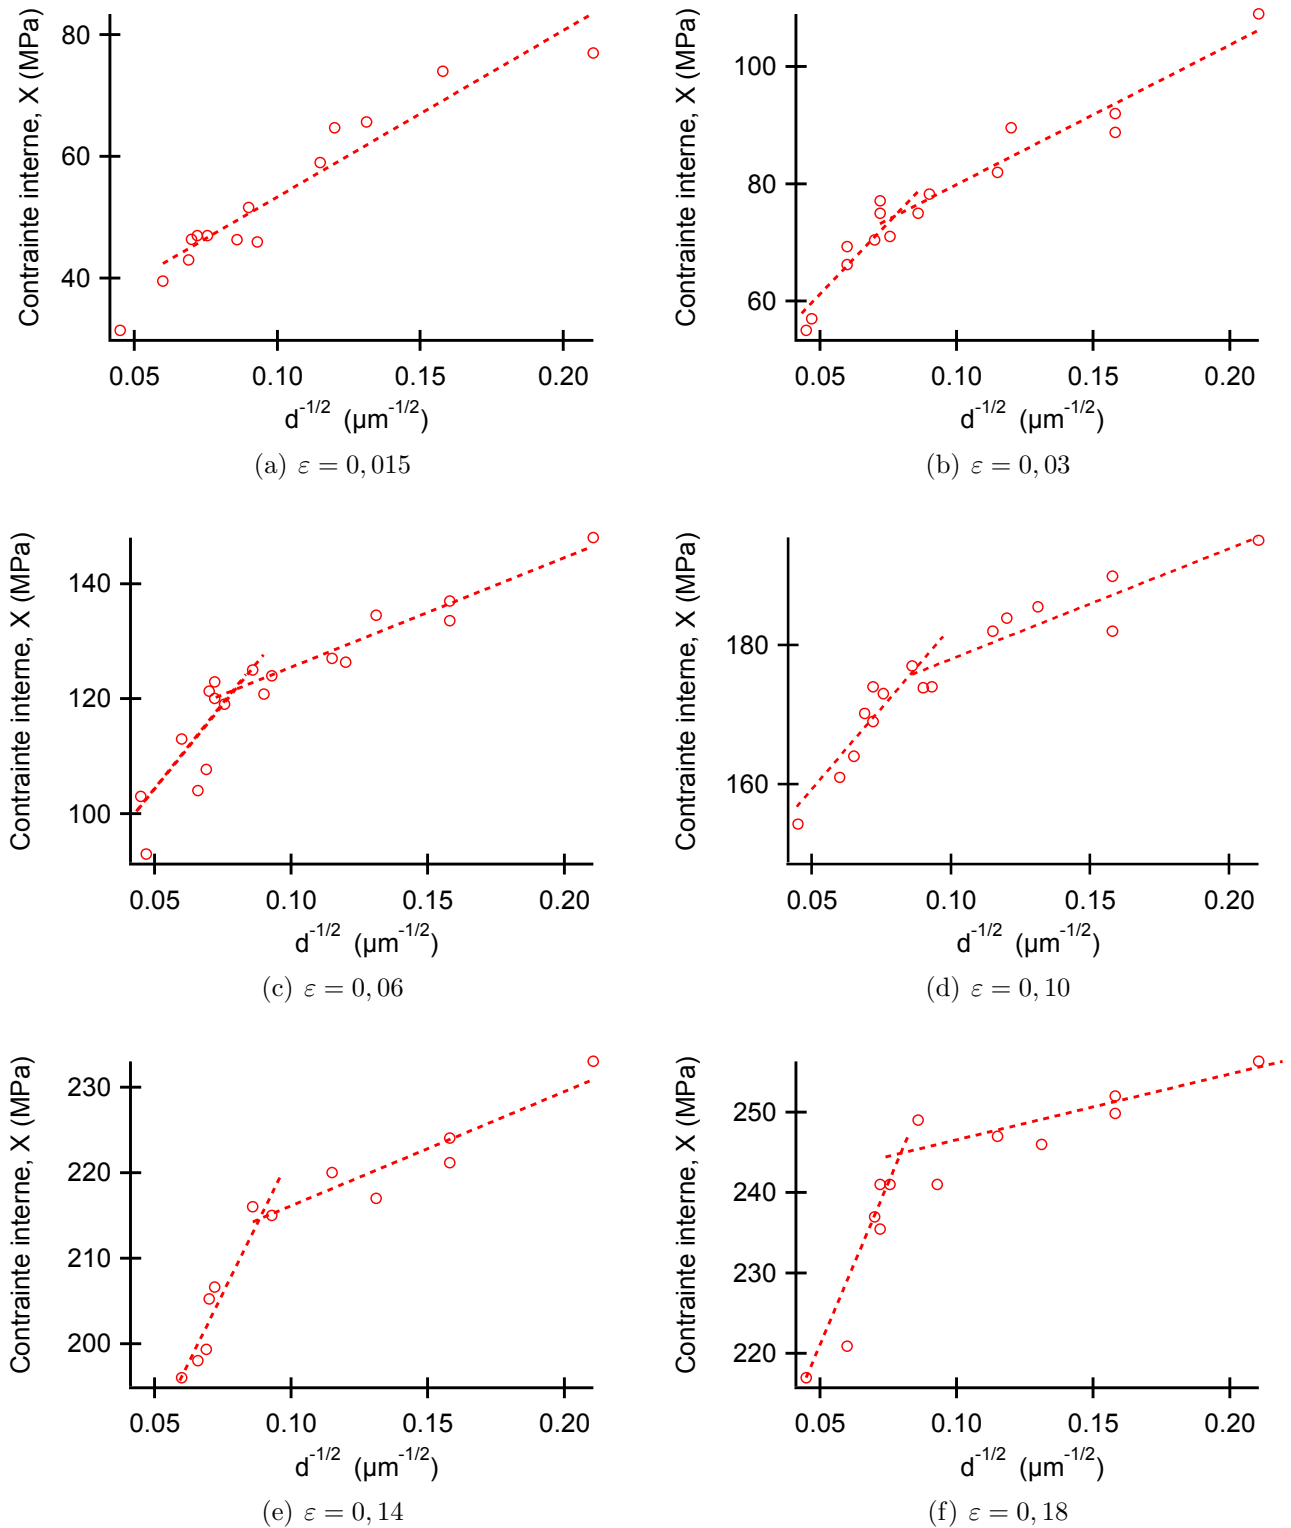 Contrainte interne, X (MPa)
80
60
40
0.05 0.10 0.15 0.20
d-1/2 (µm-1/2)
(a) ε = 0, 015
Contrainte interne, X (MPa)
100
80
60
0.05 0.10 0.15 0.20
d-1/2 (µm-1/2)
(b) ε = 0, 03
Contrainte interne, X (MPa)
140
120
100
0.05 0.10 0.15 0.20
d-1/2 (µm-1/2)
(c) ε = 0, 06
Contrainte interne, X (MPa)
180
160
0.05 0.10 0.15 0.20
d-1/2 (µm-1/2)
(d) ε = 0, 10
Contrainte interne, X (MPa)
230
220
210
200
0.05 0.10 0.15 0.20
d-1/2 (µm-1/2)
(e) ε = 0, 14
Contrainte interne, X (MPa)
250
240
230
220
0.05 0.10 0.15 0.20
d-1/2 (µm-1/2)
(f) ε = 0, 18